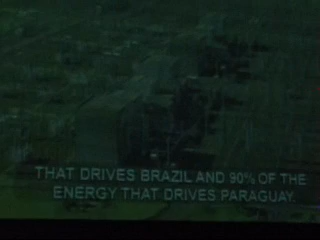 THAT DRIVES BRAZIL AND 90% OF THE
ENERGY THAT DRIVES PARAGUAY.